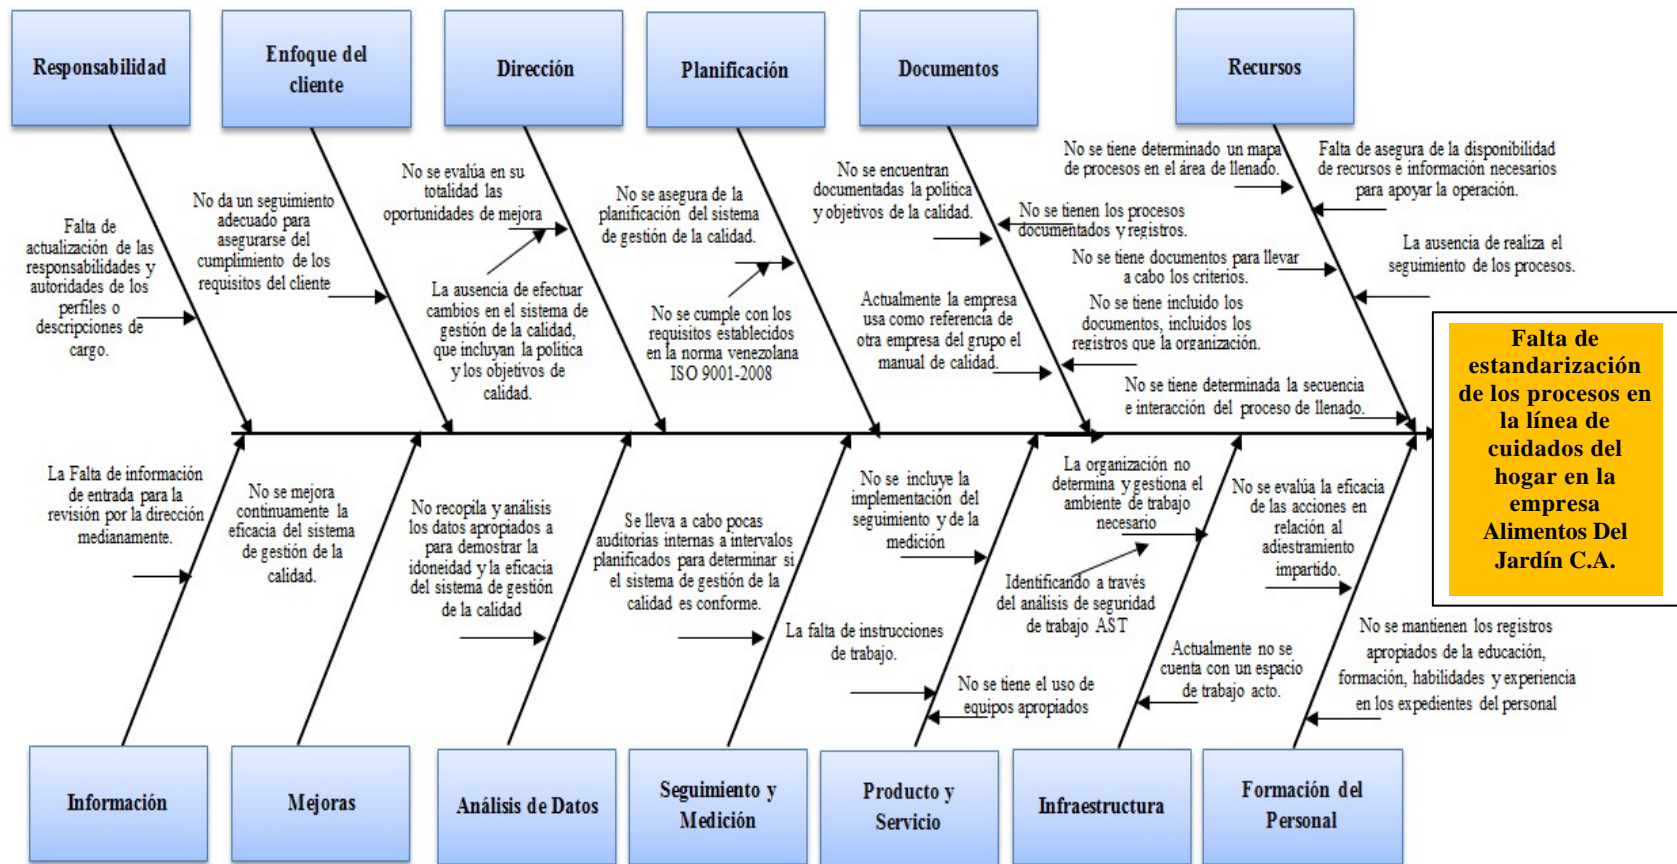 Responsabilidad
Enfoque del
cliente
Dirección
Planificación
Documentos
Recursos
Falta de
actualización de las
responsabilidades y
autoridades de los
perfiles o
descripciones de
cargo.
No da un seguimiento
adecuado para
asegurarse del
cumplimiento de los
requisitos del cliente
No se evalúa en su
totalidad las
oportunidades de mejora
La ausencia de efectuar
cambios en el sistema de
gestión de la calidad,
que incluyan la política
y los objetivos de
calidad.
No se asegura de la
planificación del sistema
de gestión de la calidad.
No se cumple con los
requisitos establecidos
en la norma venezolana
ISO 9001-2008
No se encuentran
documentadas la política
y objetivos de la calidad.
No se tienen los procesos
documentados y registros.
Actualmente la empresa
usa como referencia de
otra empresa del grupo el
manual de calidad.
No se tiene incluido los
documentos, incluidos los
registros que la organización.
No se tiene determinado un mapa
de procesos en el área de llenado.
Falta de asegura de la disponibilidad
de recursos e información necesarios
para apoyar la operación.
No se tiene documentos para llevar
a cabo los criterios.
La ausencia de realiza el
seguimiento de los procesos.
No se tiene determinada la secuencia
e interacción del proceso de llenado.
Falta de
estandarización
de los procesos en
la línea de
cuidados del
hogar en la
empresa
Alimentos Del
Jardín C.A.
La Falta de información
de entrada para la
revisión por la dirección
medianamente.
No se mejora
continuamente la
eficacia del sistema
de gestión de la
calidad.
No recopila y análisis
los datos apropiados a
para demostrar la
idoneidad y la eficacia
del sistema de gestión
de la calidad
Se lleva a cabo pocas
auditorías internas a intervalos
planificados para determinar si
el sistema de gestión de la
calidad es conforme.
No se incluye la
implementación del
seguimiento y de la
medición
La falta de instrucciones
de trabajo.
No se tiene el uso de
equipos apropiados
La organización no
determina y gestiona el
ambiente de trabajo
necesario
Identificando a través
del análisis de seguridad
de trabajo AST
Actualmente no se
cuenta con un espacio
de trabajo acto.
No se evalúa la eficacia
de las acciones en
relación al
adiestramiento
impartido.
No se mantienen los registros
apropiados de la educación,
formación, habilidades y experiencia
en los expedientes del personal
Información
Mejoras
Análisis de Datos
Seguimiento y
Medición
Producto y
Servicio
Infraestructura
Formación del
Personal